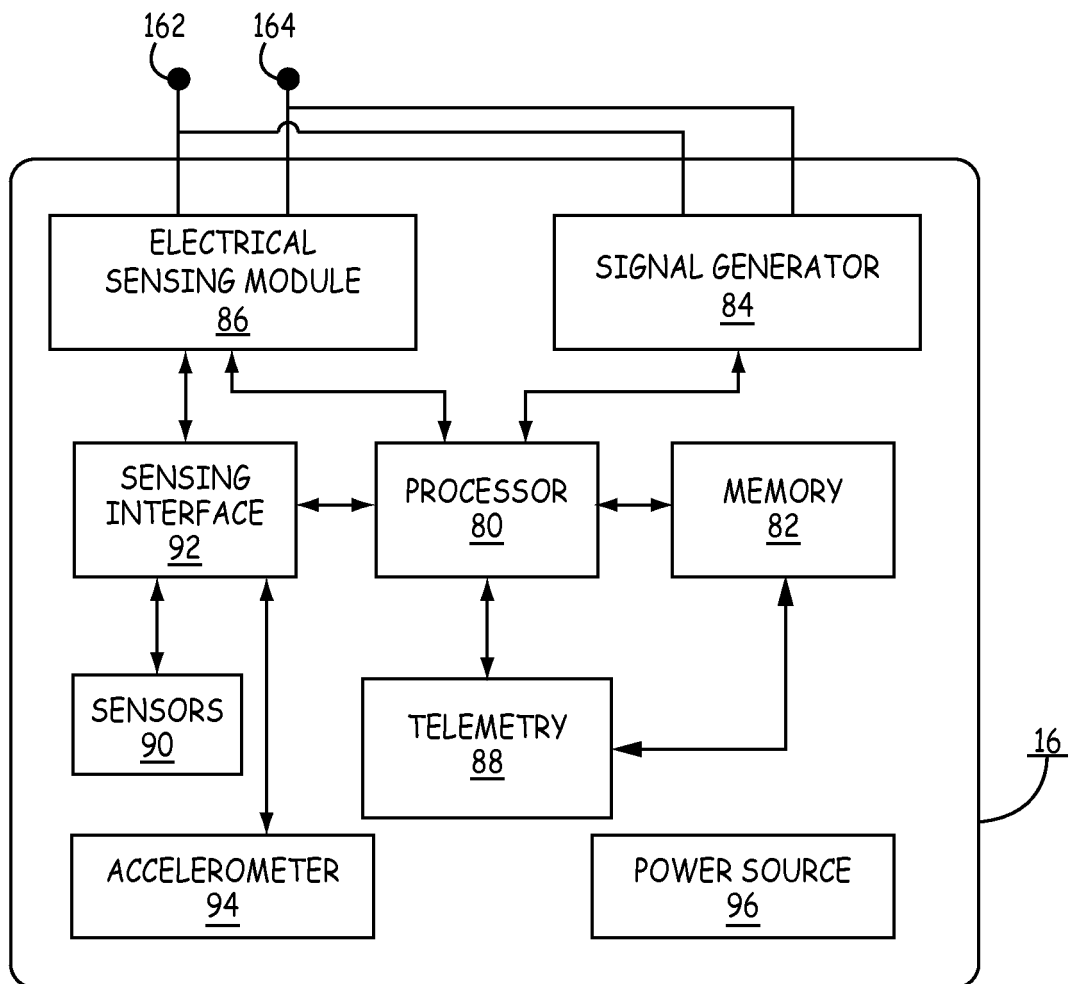 162
164
ELECTRICAL
SENSING MODULE
86
SIGNAL GENERATOR
84
SENSING
INTERFACE
92
PROCESSOR
80
MEMORY
82
SENSORS
90
TELEMETRY
88
16
ACCELEROMETER
94
POWER SOURCE
96